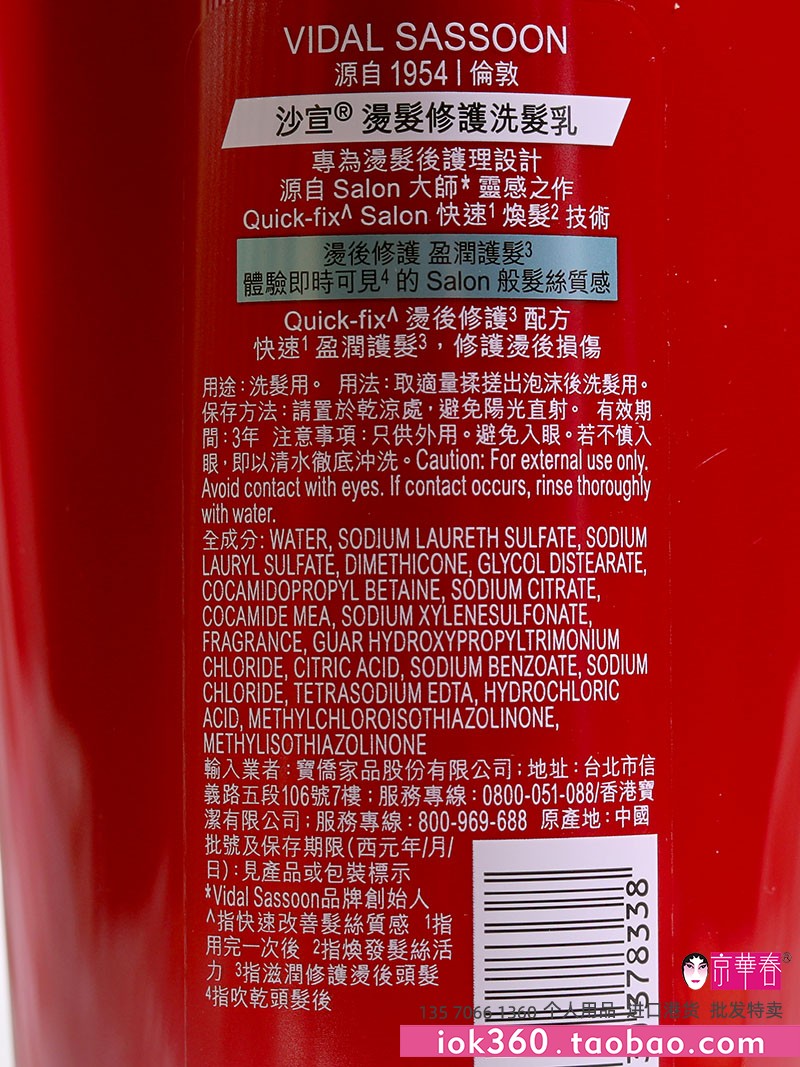 VIDAL SASSOON
源自 1954 | 倫敦
沙宣® 燙髮修護洗髮乳
專為燙髮後護理設計
源自 Salon 大師* 靈感之作
Quick-fix^ Salon 快速1 煥髮2 技術
燙後修護 盈潤護髮3
體驗即時可見4 的 Salon 般髮絲質感
Quick-fix^ 燙後修護3 配方
快速1 盈潤護髮3，修護燙後損傷
用途：洗髮用。 用法：取適量揉搓出泡沫後洗髮用。
保存方法：請置於乾涼處，避免陽光直射。 有效期
間：3年 注意事項：只供外用。避免入眼。若不慎入
眼，即以清水徹底沖洗。Caution: For external use only.
Avoid contact with eyes. If contact occurs, rinse thoroughly
with water.
全成分: WATER, SODIUM LAURETH SULFATE, SODIUM
LAURYL SULFATE, DIMETHICONE, GLYCOL DISTEARATE,
COCAMIDOPROPYL BETAINE, SODIUM CITRATE,
COCAMIDE MEA, SODIUM XYLENESULFONATE,
FRAGRANCE, GUAR HYDROXYPROPYLTRIMONIUM
CHLORIDE, CITRIC ACID, SODIUM BENZOATE, SODIUM
CHLORIDE, TETRASODIUM EDTA, HYDROCHLORIC
ACID, METHYLCHLOROISOTHIAZOLINONE,
METHYLISOTHIAZOLINONE
輸入業者：寶僑家品股份有限公司；地址：台北市信
義路五段106號7樓；服務專線：0800-051-088/香港寶
潔有限公司；服務專線：800-969-688 原產地：中國
批號及保存期限(西元年/月/
日)：見產品或包裝標示
*Vidal Sassoon品牌創始人
^指快速改善髮絲質感 1指
用完一次後 2指煥發髮絲活
力 3指滋潤修護燙後頭髮
4指吹乾頭髮後
378338
京華春®
135 7066 1360 个人用品 进口雜货 批发特卖
iok360.taobao.com